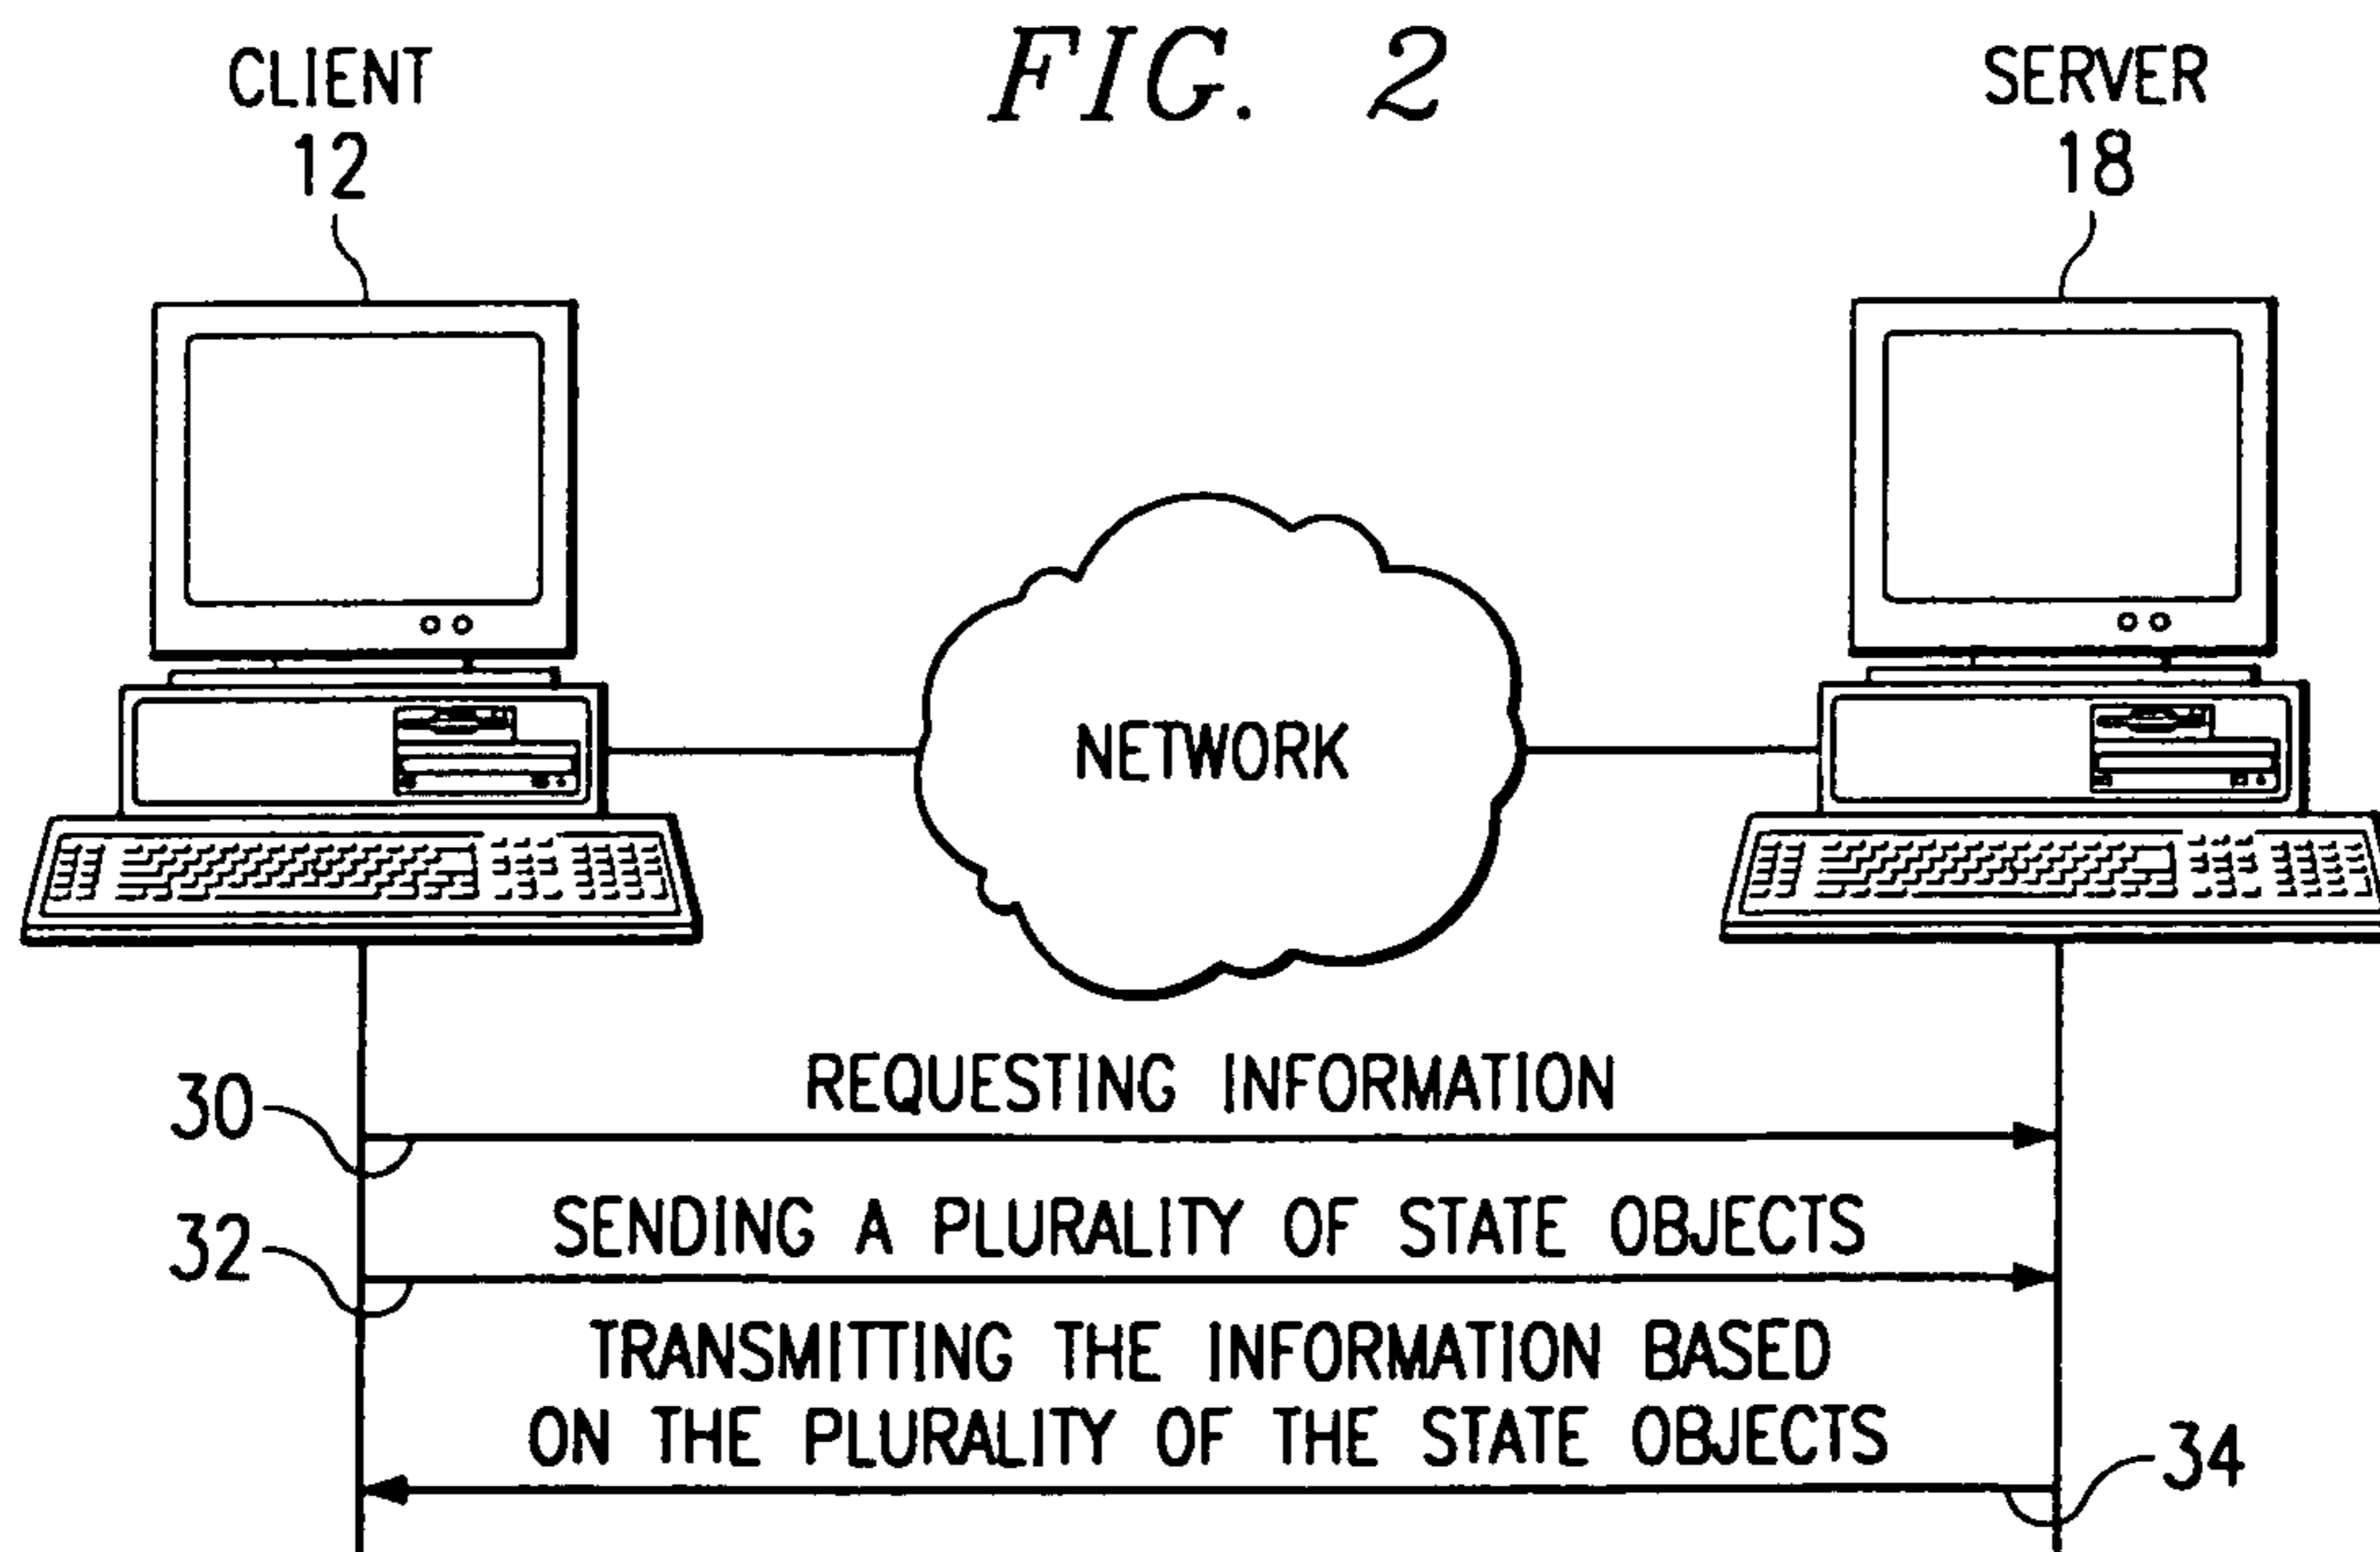 FIG. 2
CLIENT
12
SERVER
18
NETWORK
REQUESTING INFORMATION
30
SENDING A PLURALITY OF STATE OBJECTS
32
TRANSMITTING THE INFORMATION BASED
ON THE PLURALITY OF THE STATE OBJECTS
34